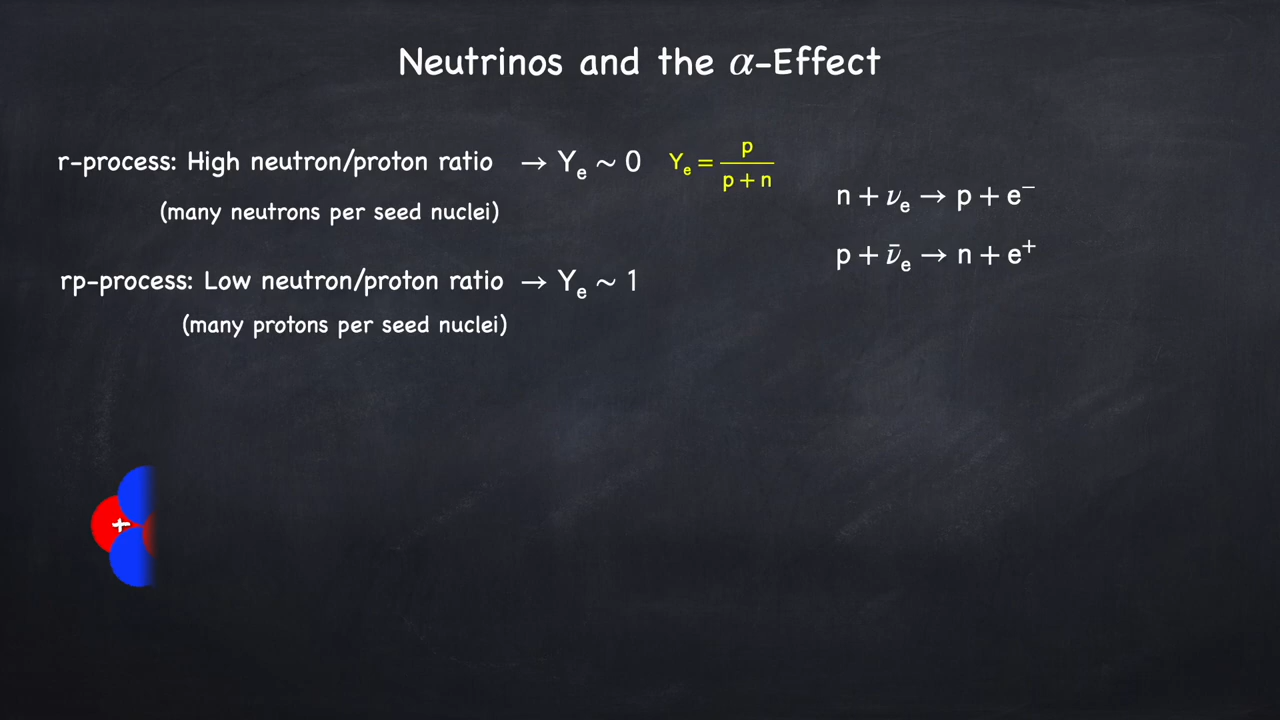 Neutrinos and the α-Effect
r-process: High neutron/proton ratio → Yₑ ~ 0
Yₑ = p / (p + n)
(many neutrons per seed nuclei)
rp-process: Low neutron/proton ratio → Yₑ ~ 1
(many protons per seed nuclei)
n + νₑ → p + e⁻
p + ν̄ₑ → n + e⁺
+